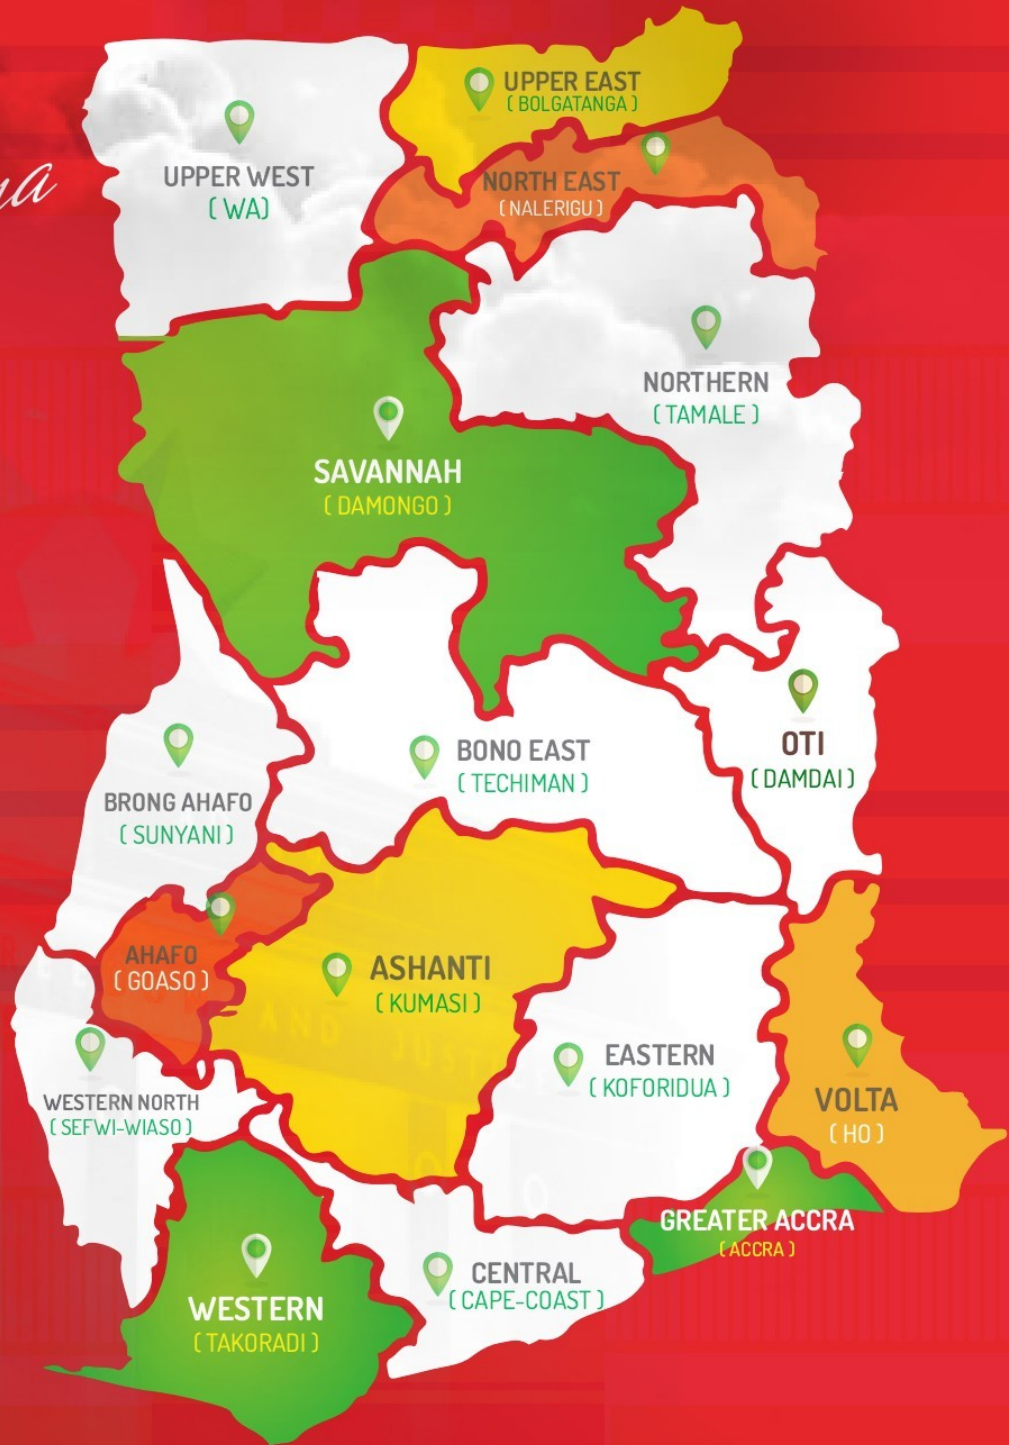 UPPER EAST
( BOLGATANGA )
UPPER WEST
( WA )
NORTH EAST
( NALERIGU )
NORTHERN
( TAMALE )
SAVANNAH
( DAMONGO )
OTI
( DAMDAI )
BONO EAST
( TECHIMAN )
BRONG AHAFO
( SUNYANI )
AHAFO
( GOASO )
ASHANTI
( KUMASI )
AND JUST
EASTERN
( KOFORIDUA )
VOLTA
( HO )
WESTERN NORTH
( SEFWI-WIASO )
GREATER ACCRA
( ACCRA )
CENTRAL
( CAPE-COAST )
WESTERN
( TAKORADI )